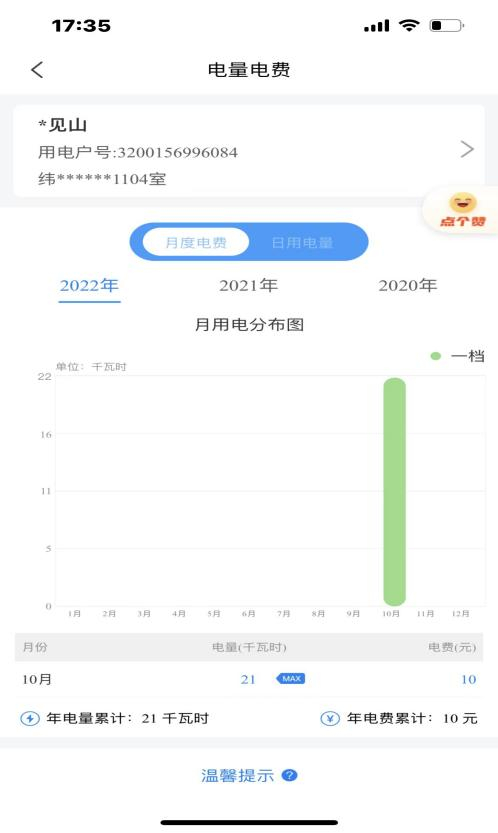 17:35
电量电费
*见山
用电户号:3200156996084
纬******1104室
点个赞
月度电费 日用电量
2022年 2021年 2020年
月用电分布图
一档
单位：千瓦时
22
16
11
5
0
1月 2月 3月 4月 5月 6月 7月 8月 9月 10月 11月 12月
月份 电量(千瓦时) 电费(元)
10月 21 MAX 10
年电量累计：21 千瓦时 年电费累计：10 元
温馨提示 ?